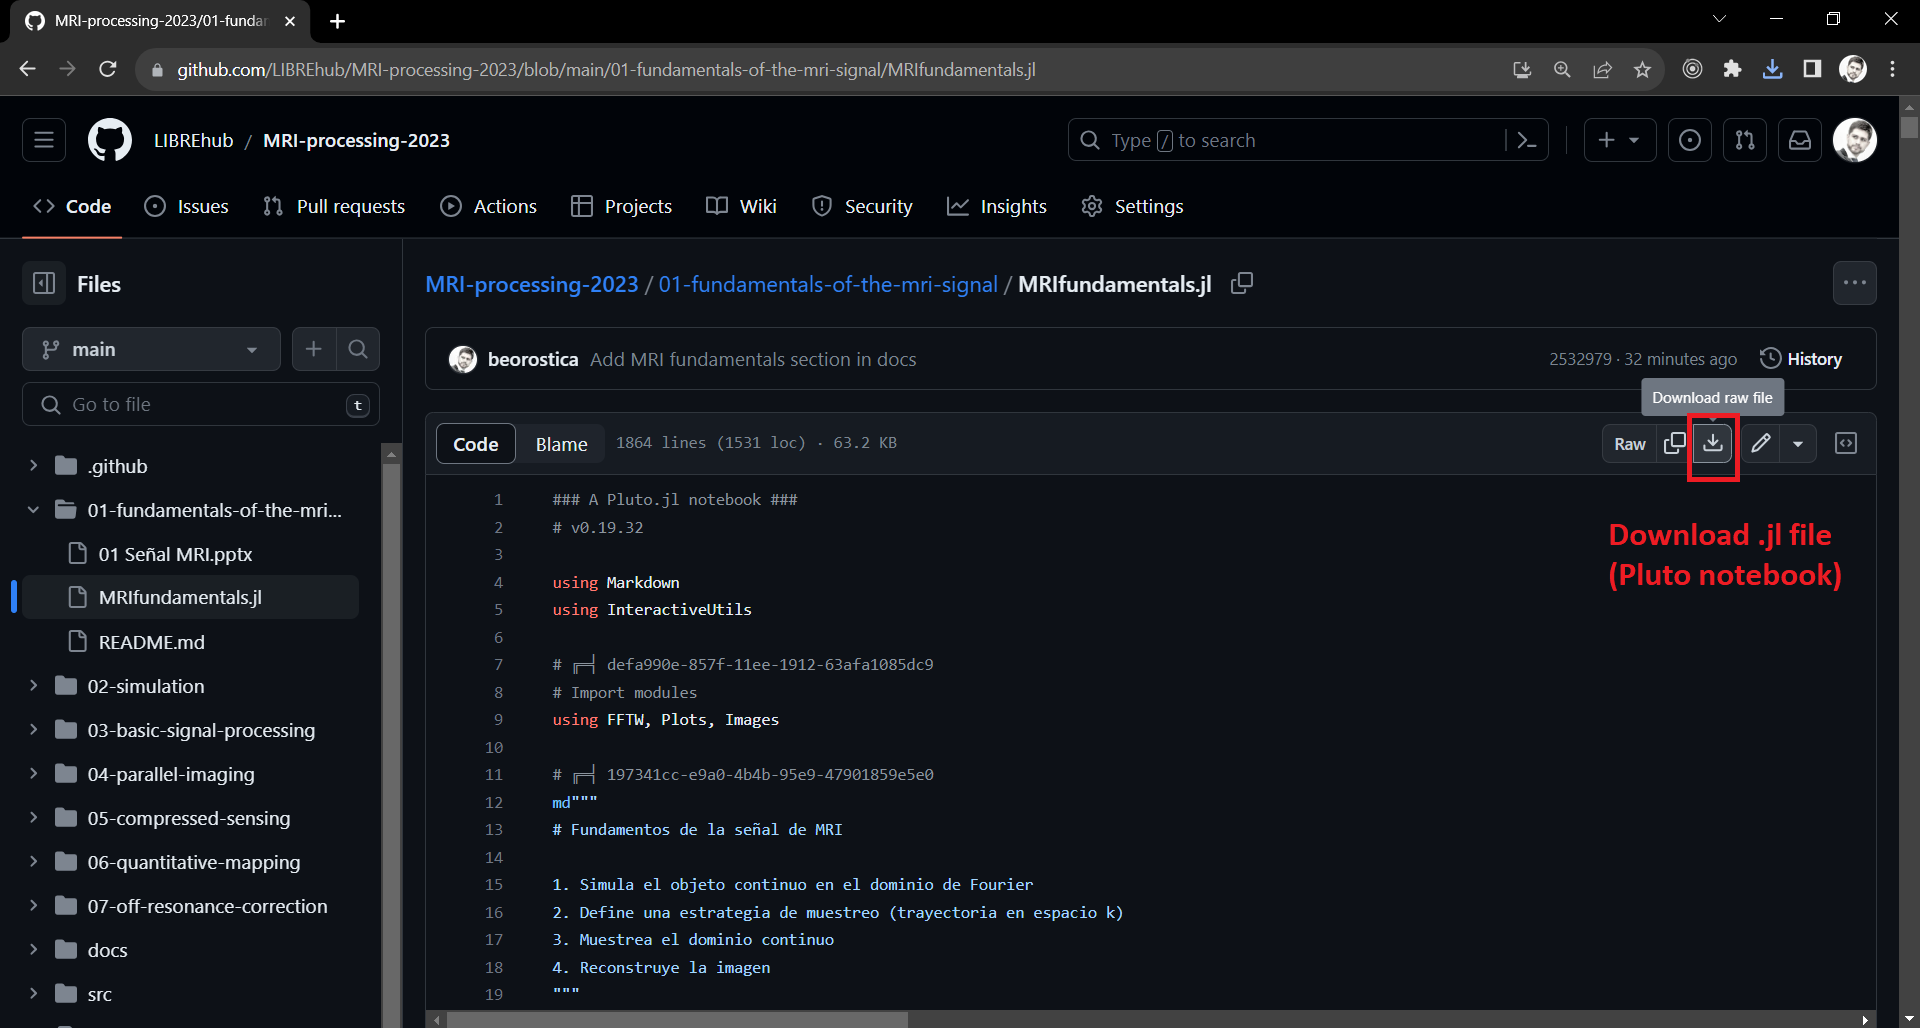 MRI-processing-2023/01-funda
github.com/LIBREhub/MRI-processing-2023/blob/main/01-fundamentals-of-the-mri-signal/MRIfundamentals.jl
LIBREhub / MRI-processing-2023
Type / to search
Code Issues Pull requests Actions Projects Wiki Security Insights Settings
Files
main
Go to file t
.github
01-fundamentals-of-the-mri...
01 Señal MRI.pptx
MRIfundamentals.jl
README.md
02-simulation
03-basic-signal-processing
04-parallel-imaging
05-compressed-sensing
06-quantitative-mapping
07-off-resonance-correction
docs
src
MRI-processing-2023 / 01-fundamentals-of-the-mri-signal / MRIfundamentals.jl
beorostica Add MRI fundamentals section in docs 2532979 · 32 minutes ago History
Download raw file
Code Blame 1864 lines (1531 loc) · 63.2 KB Raw
Download .jl file
(Pluto notebook)
1 ### A Pluto.jl notebook ###
2 # v0.19.32
3
4 using Markdown
5 using InteractiveUtils
6
7 # ╔═╡ defa990e-857f-11ee-1912-63afa1085dc9
8 # Import modules
9 using FFTW, Plots, Images
10
11 # ╔═╡ 197341cc-e9a0-4b4b-95e9-47901859e5e0
12 md"""
13 # Fundamentos de la señal de MRI
14
15 1. Simula el objeto continuo en el dominio de Fourier
16 2. Define una estrategia de muestreo (trayectoria en espacio k)
17 3. Muestrea el dominio continuo
18 4. Reconstruye la imagen
19 """